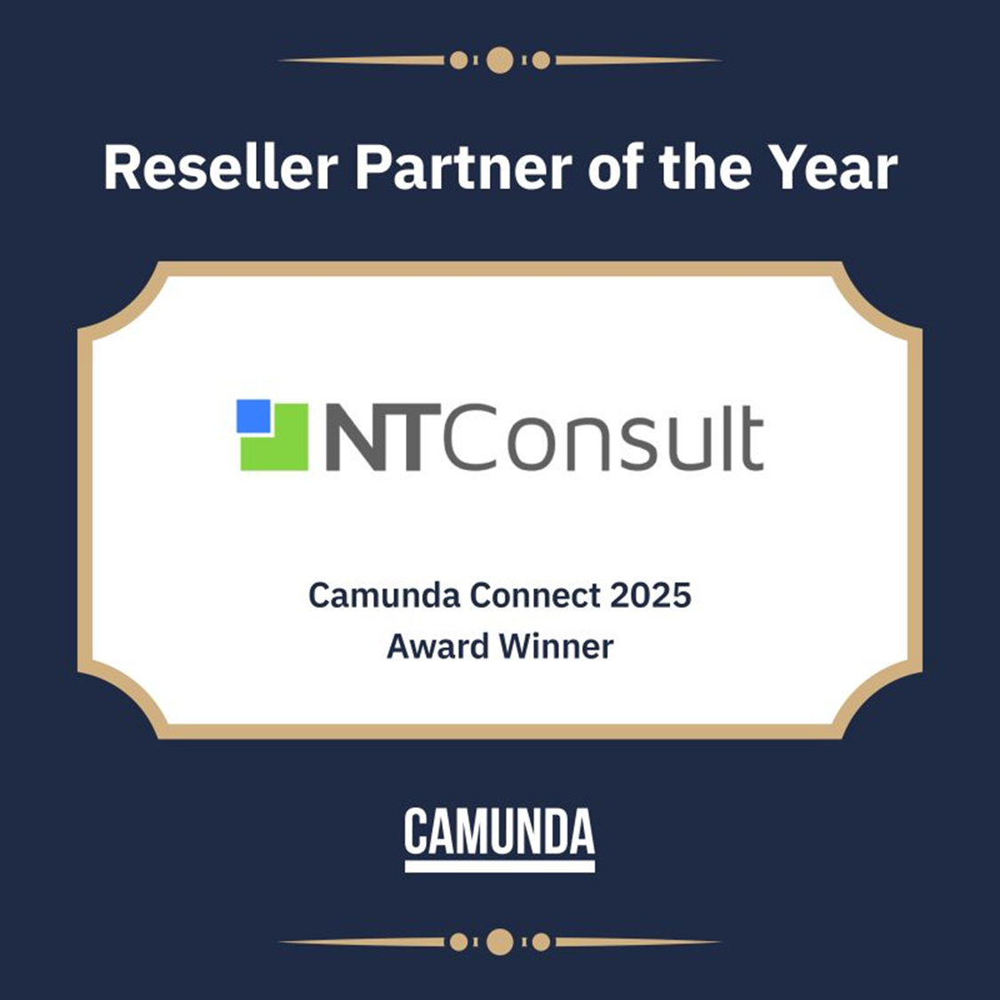 Reseller Partner of the Year
NTConsult
Camunda Connect 2025
Award Winner
CAMUNDA